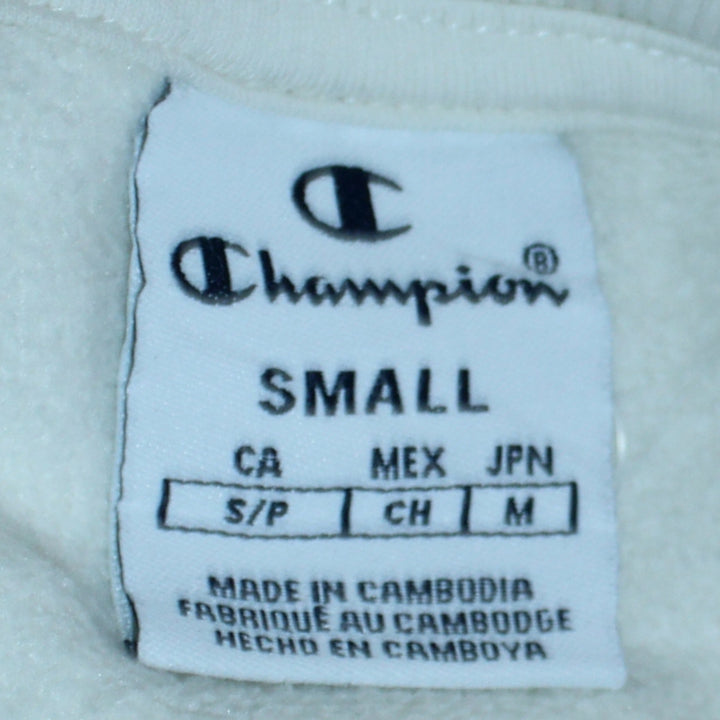 Champion®
SMALL
CA MEX JPN
S/P CH M
MADE IN CAMBODIA
FABRIQUÉ AU CAMBODGE
HECHO EN CAMBOYA